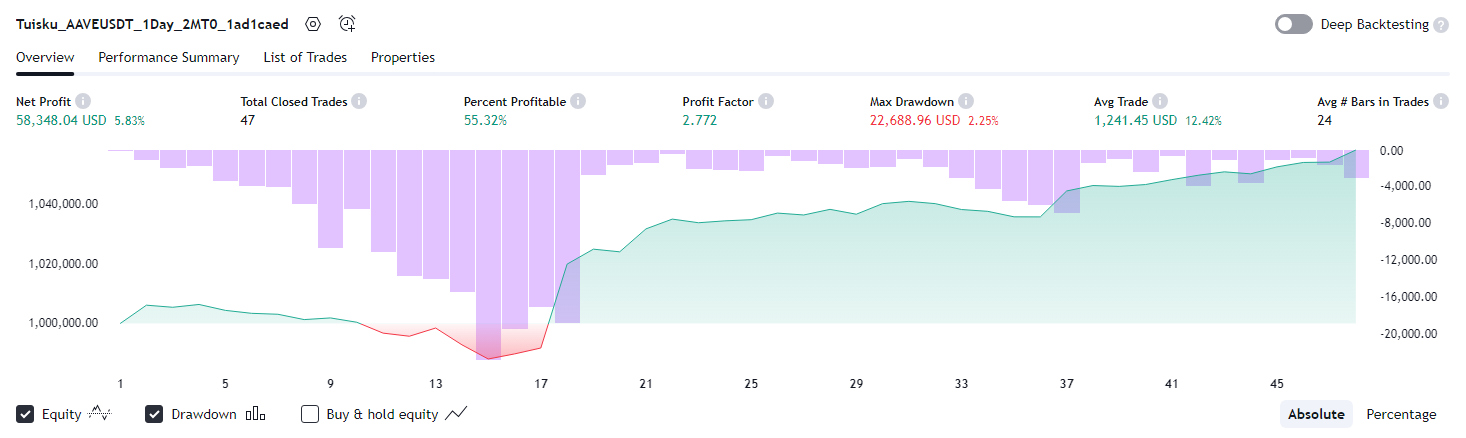 Tuisku_AAVEUSDT_1Day_2MT0_1ad1caed Deep Backtesting
Overview Performance Summary List of Trades Properties
Net Profit Total Closed Trades Percent Profitable Profit Factor Max Drawdown Avg Trade Avg # Bars in Trades
58,348.04 USD 5.83% 47 55.32% 2.772 22,688.96 USD 2.25% 1,241.45 USD 12.42% 24
0.00
-4,000.00
1,040,000.00
-8,000.00
1,020,000.00 -12,000.00
-16,000.00
1,000,000.00
-20,000.00
1 5 9 13 17 21 25 29 33 37 41 45
Equity Drawdown Buy & hold equity Absolute Percentage